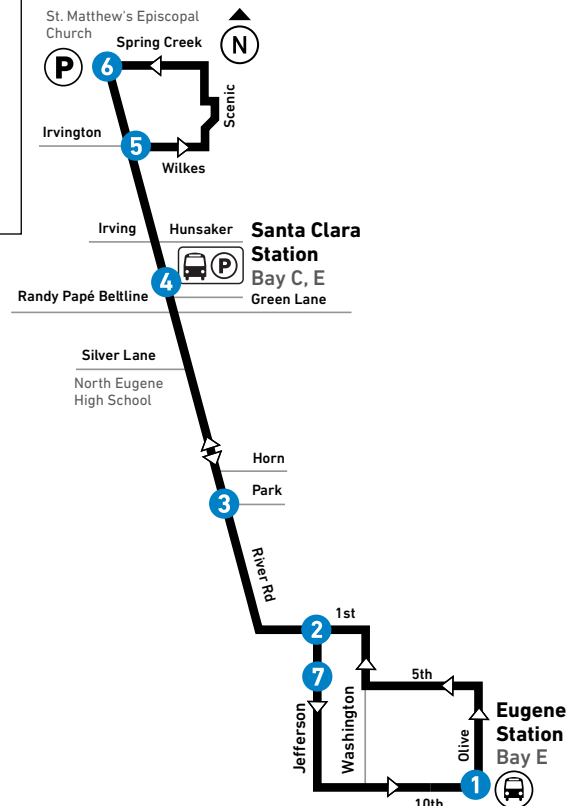 St. Matthew's Episcopal
Church
P
6
Spring Creek
N
Scenic
Irvington
5
Wilkes
Irving
Hunsaker
Santa Clara
Station
Bay C, E
P
4
Randy Papé Beltline
Green Lane
Silver Lane
North Eugene
High School
Horn
Park
3
River Rd
2
1st
7
5th
Jefferson
Washington
Olive
Eugene
Station
Bay E
1
10th